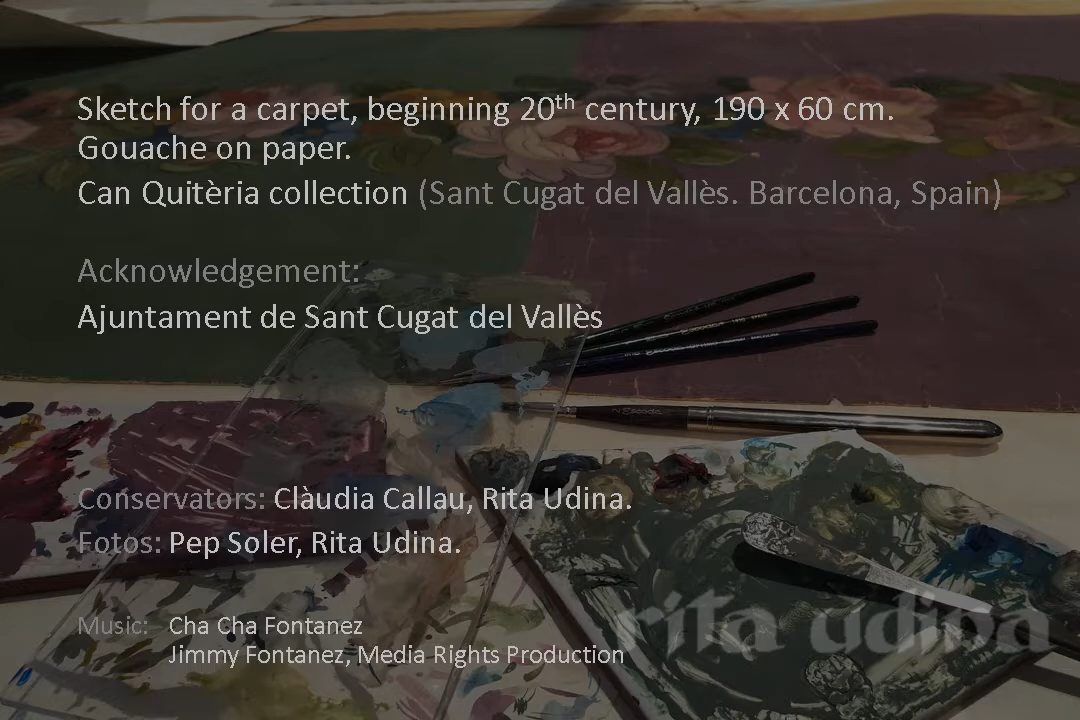 Sketch for a carpet, beginning 20th century, 190 x 60 cm.
Gouache on paper.
Can Quitèria collection (Sant Cugat del Vallès. Barcelona, Spain)
Acknowledgement:
Ajuntament de Sant Cugat del Vallès
Escoda
Conservators: Clàudia Callau, Rita Udina.
Fotos: Pep Soler, Rita Udina.
Music: Cha Cha Fontanez
Jimmy Fontanez, Media Rights Production
rita udina